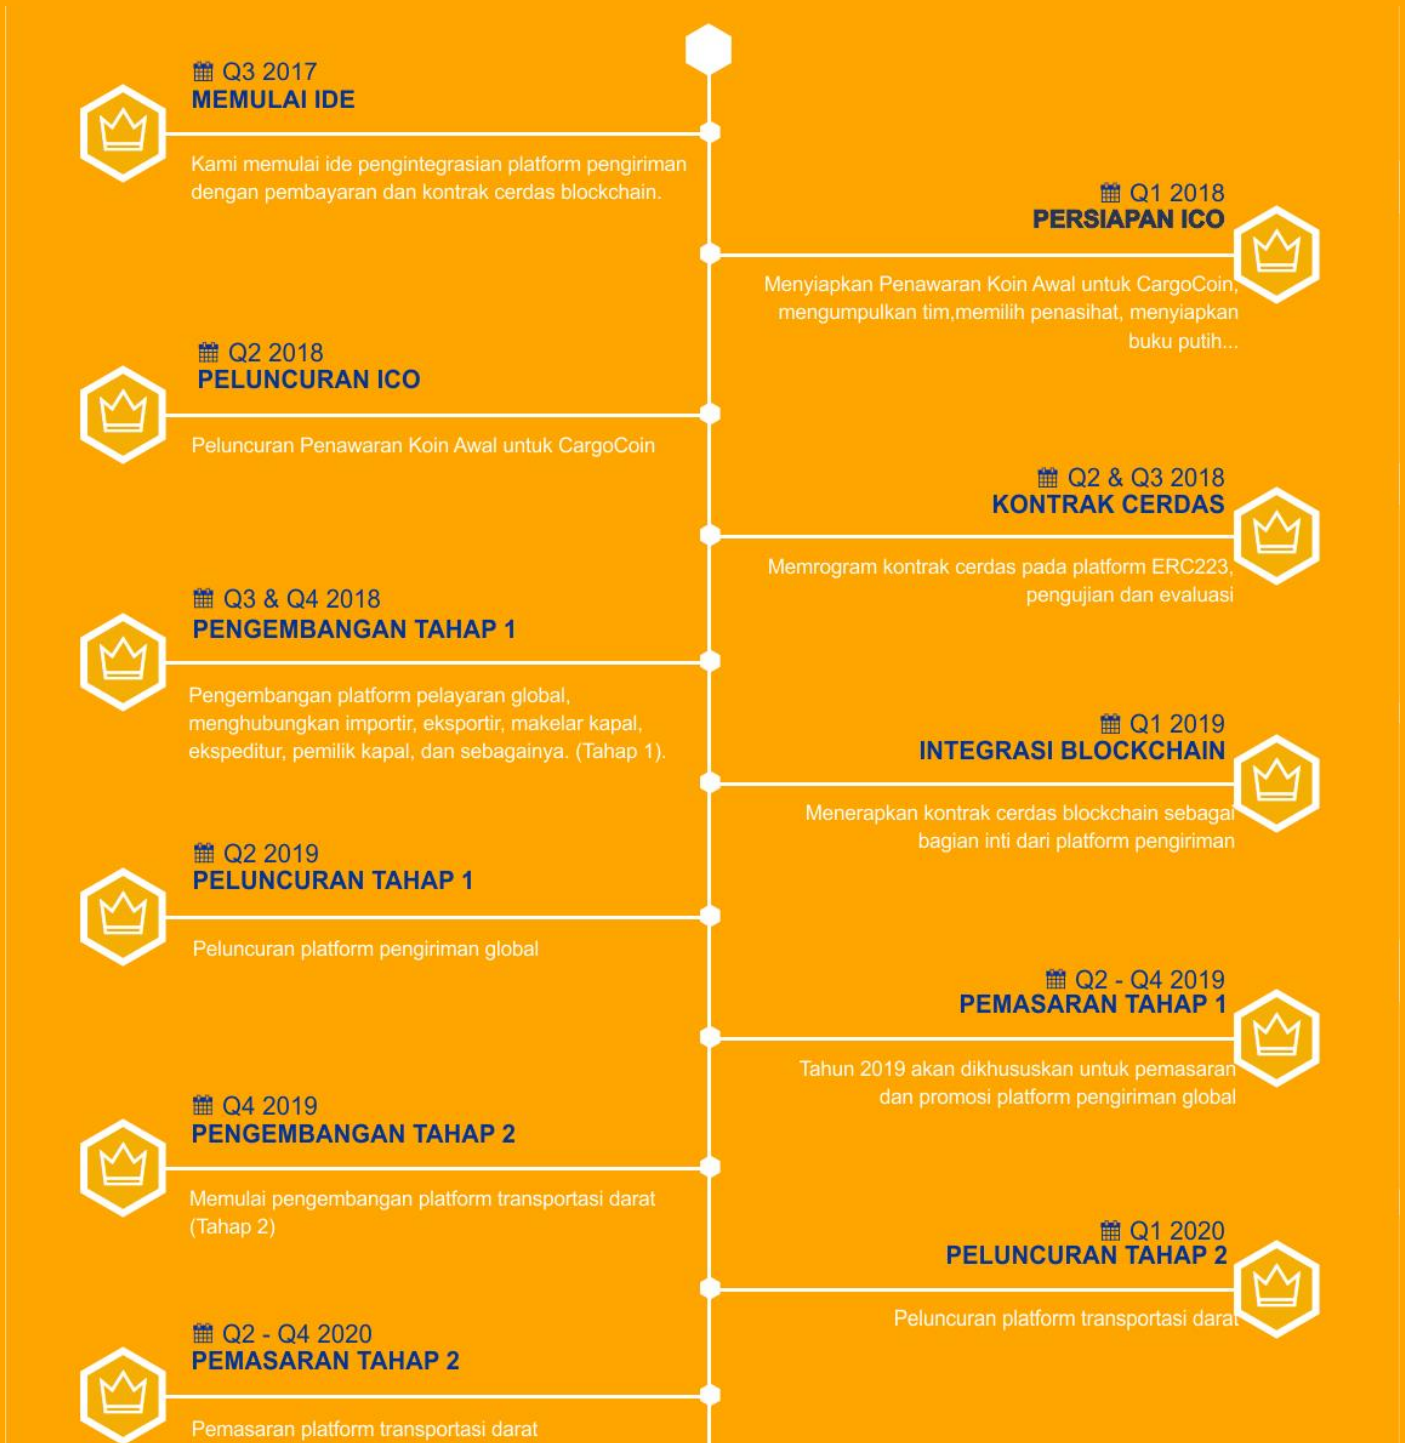 Q3 2017
MEMULAI IDE
Kami memulai ide pengintegrasian platform pengiriman
dengan pembayaran dan kontrak cerdas blockchain.
Q1 2018
PERSIAPAN ICO
Menyiapkan Penawaran Koin Awal untuk CargoCoin,
mengumpulkan tim,memilih penasihat, menyiapkan
buku putih...
Q2 2018
PELUNCURAN ICO
Peluncuran Penawaran Koin Awal untuk CargoCoin
Q2 & Q3 2018
KONTRAK CERDAS
Memrogram kontrak cerdas pada platform ERC223,
pengujian dan evaluasi
Q3 & Q4 2018
PENGEMBANGAN TAHAP 1
Pengembangan platform pelayaran global,
menghubungkan importir, eksportir, makelar kapal,
ekspeditur, pemilik kapal, dan sebagainya. (Tahap 1).
Q1 2019
INTEGRASI BLOCKCHAIN
Menerapkan kontrak cerdas blockchain sebagai
bagian inti dari platform pengiriman
Q2 2019
PELUNCURAN TAHAP 1
Peluncuran platform pengiriman global
Q2 - Q4 2019
PEMASARAN TAHAP 1
Tahun 2019 akan dikhususkan untuk pemasaran
dan promosi platform pengiriman global
Q4 2019
PENGEMBANGAN TAHAP 2
Memulai pengembangan platform transportasi darat
(Tahap 2)
Q1 2020
PELUNCURAN TAHAP 2
Peluncuran platform transportasi darat
Q2 - Q4 2020
PEMASARAN TAHAP 2
Pemasaran platform transportasi darat